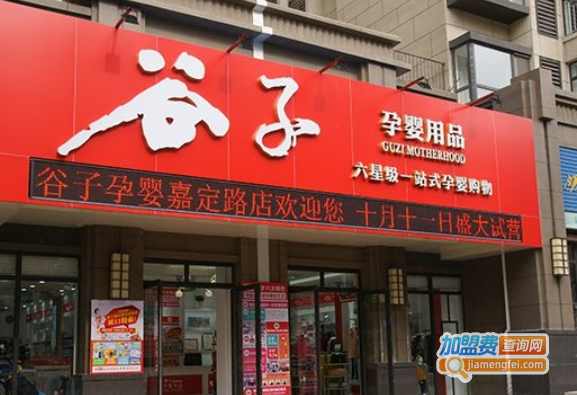 谷子
孕婴用品
GUZI MOTHERHOOD
六星级一站式孕婴购物
谷子孕婴嘉定路店欢迎您 十月十一日盛大试营
加盟费查询网
jiamengfei.com